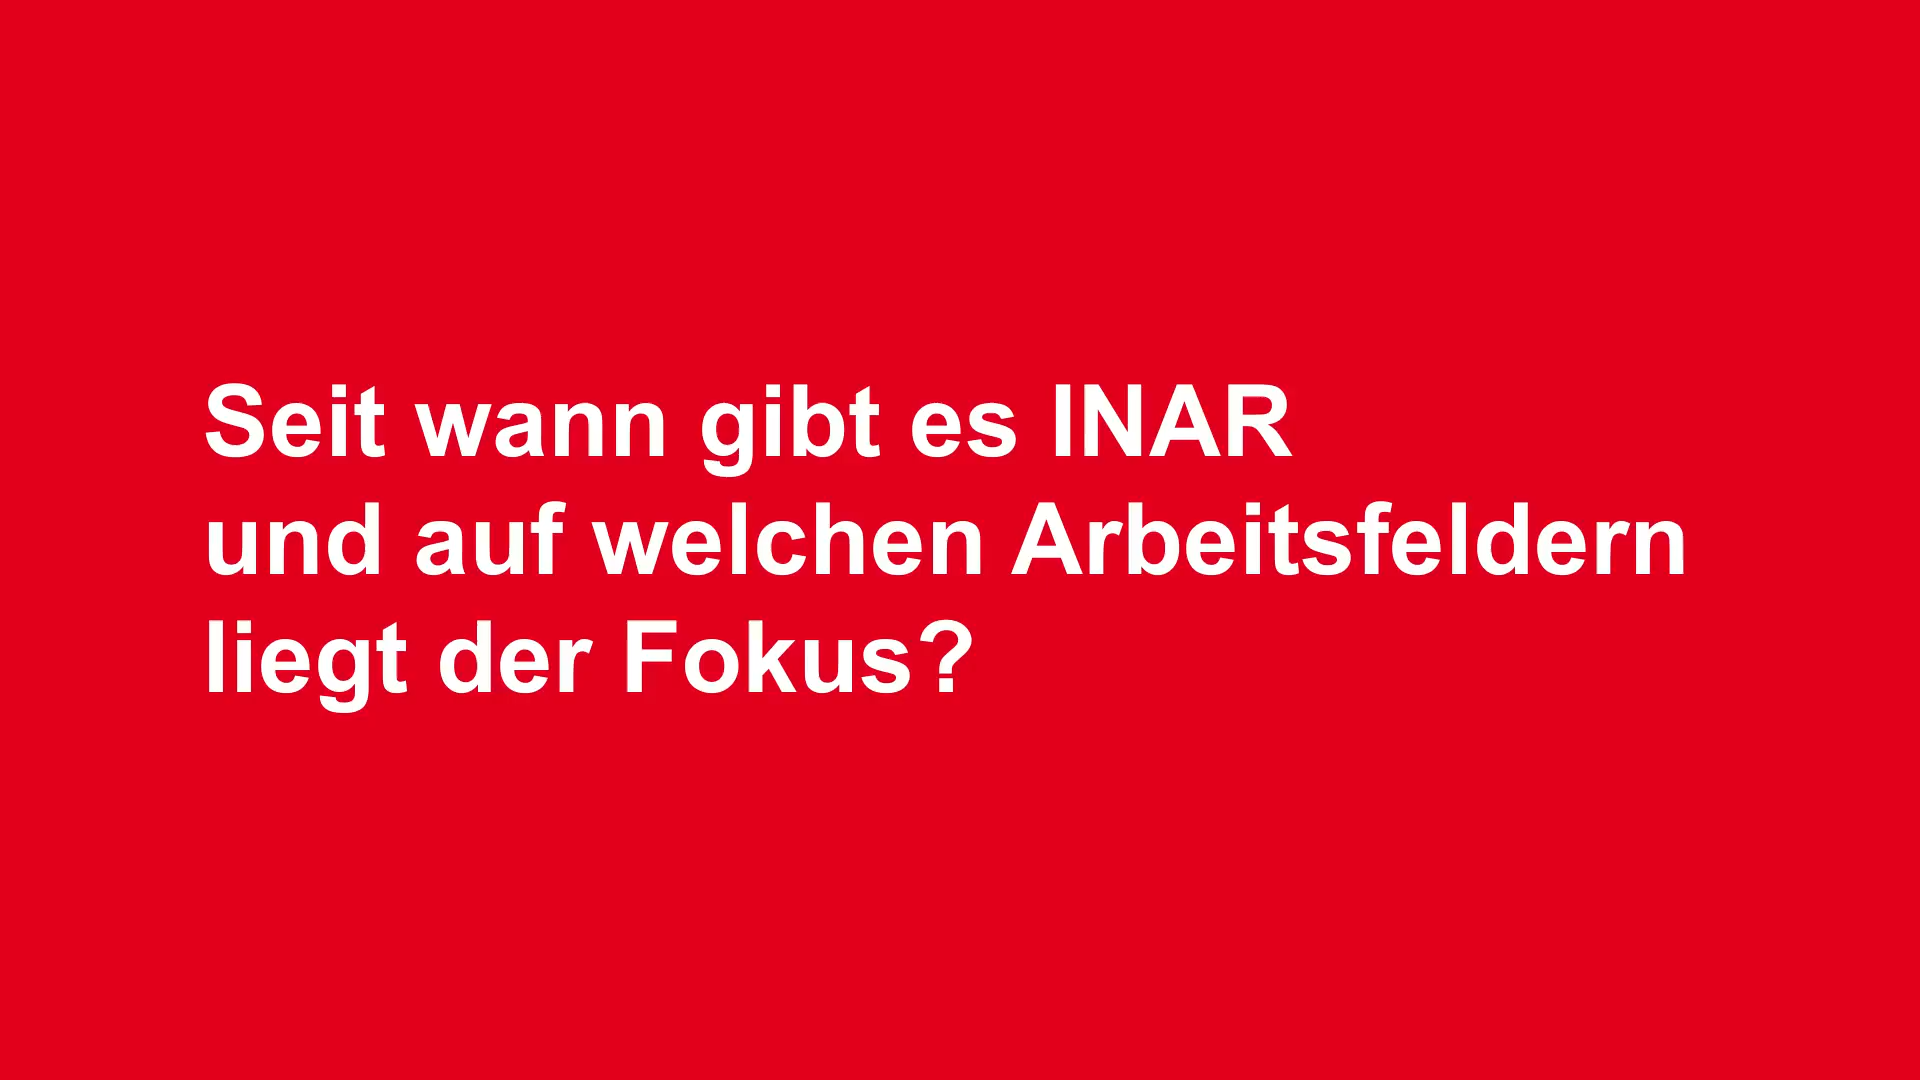 Seit wann gibt es INAR
und auf welchen Arbeitsfeldern
liegt der Fokus?